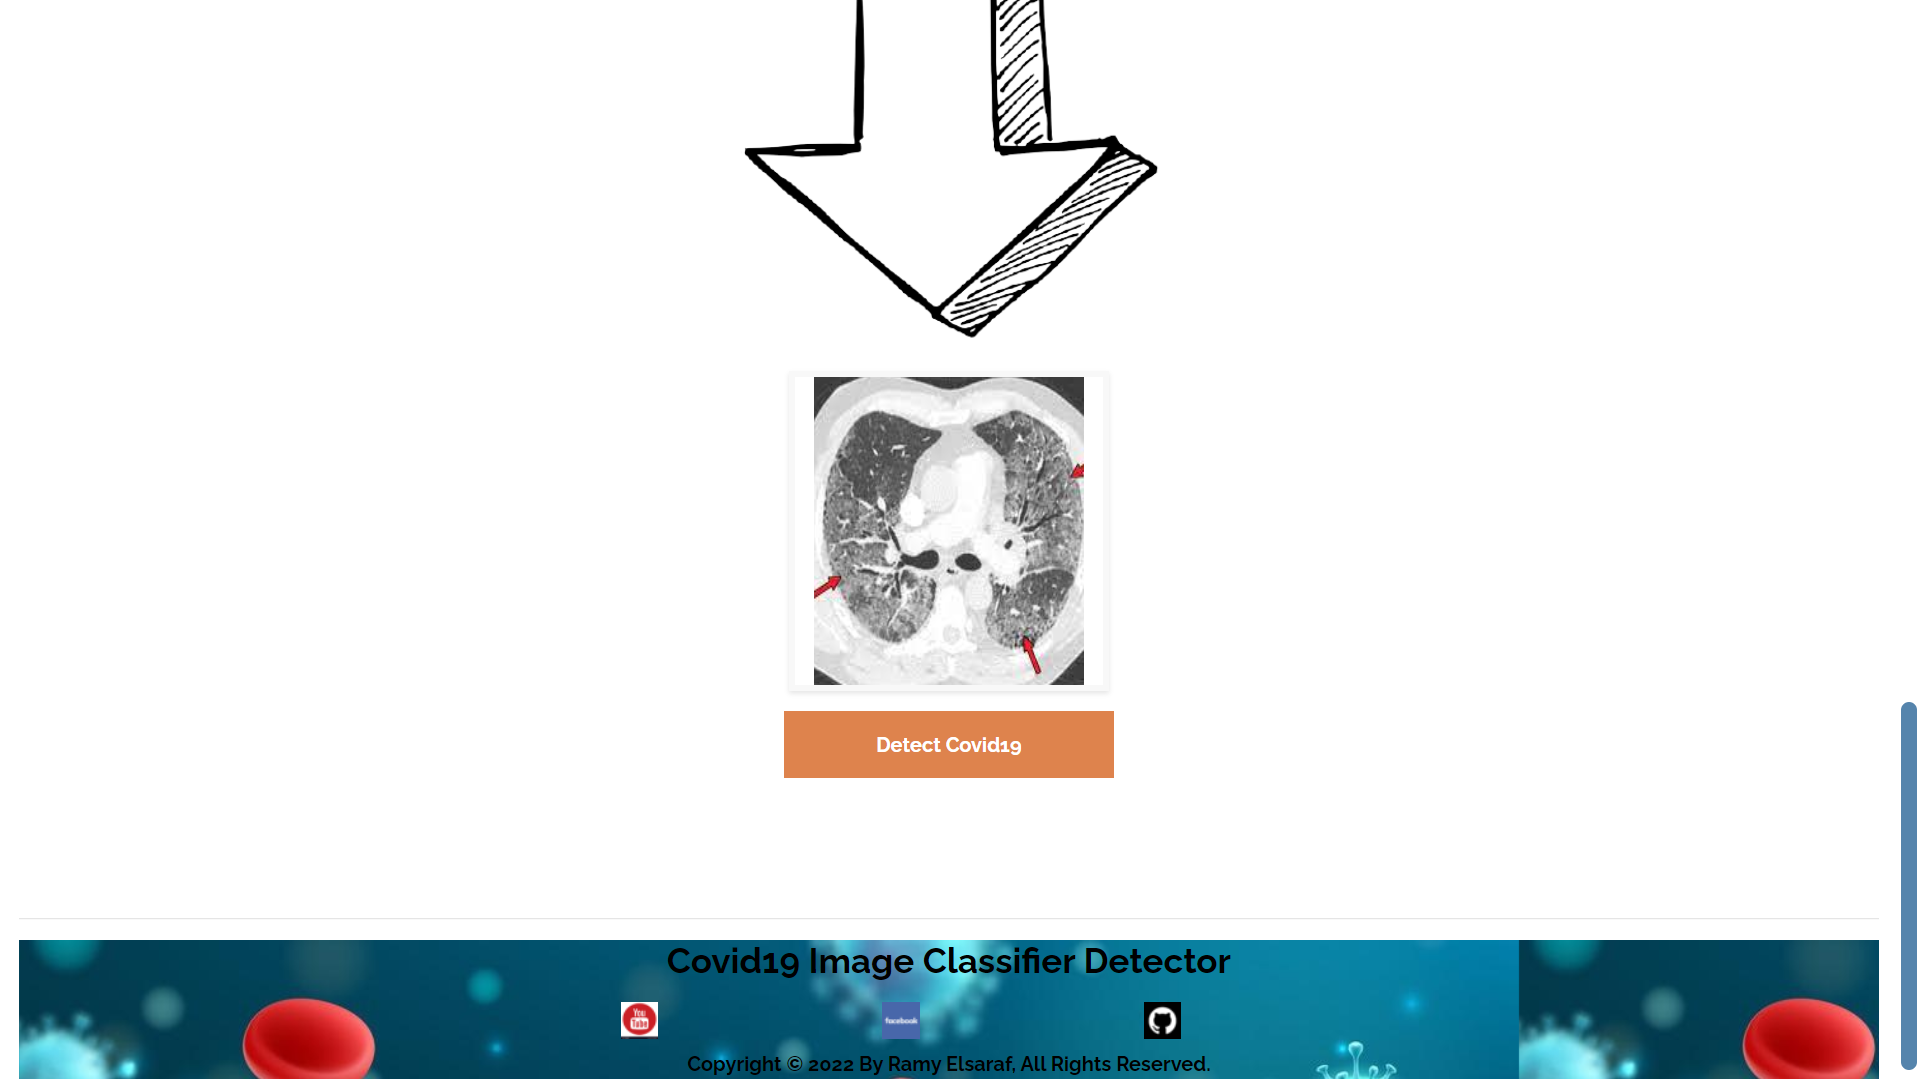 Detect Covid19
Covid19 Image Classifier Detector
You
Tube
facebook
Copyright © 2022 By Ramy Elsaraf, All Rights Reserved.